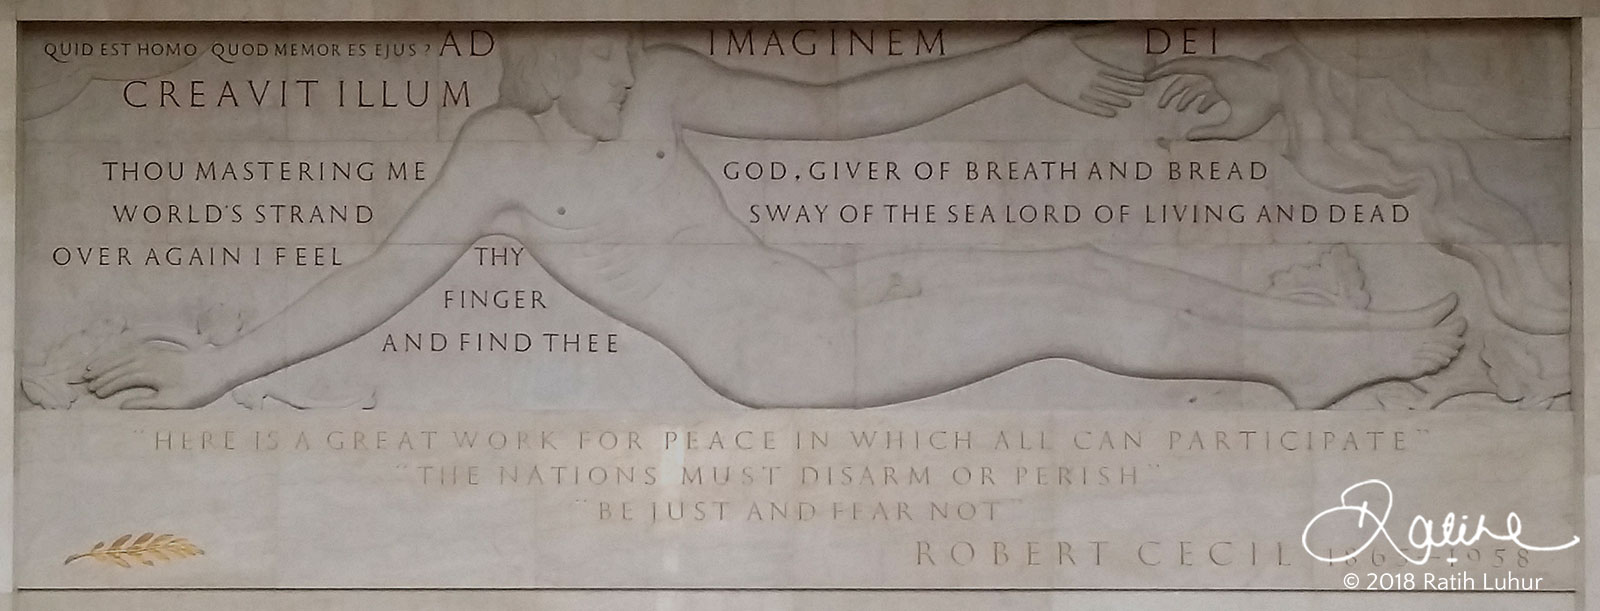 QUID EST HOMO QUOD MEMOR ES EJUS? AD IMAGINEM DEI
CREAVIT ILLUM
THOU MASTERING ME
WORLD'S STRAND
OVER AGAIN I FEEL
THY
FINGER
AND FIND THEE
GOD, GIVER OF BREATH AND BREAD
SWAY OF THE SEA LORD OF LIVING AND DEAD
"HERE IS A GREAT WORK FOR PEACE IN WHICH ALL CAN PARTICIPATE"
"THE NATIONS MUST DISARM OR PERISH"
"BE JUST AND FEAR NOT"
ROBERT CECIL 1865-1958
Ratih
© 2018 Ratih Luhur